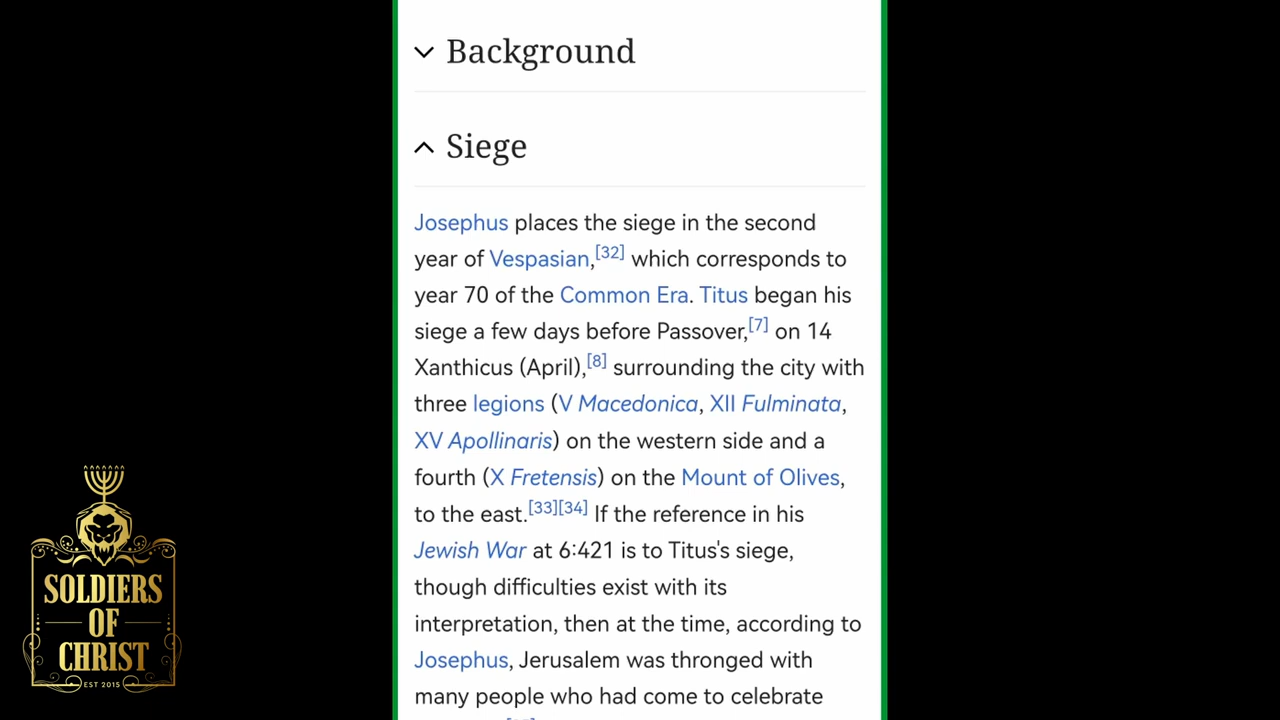 Background
Siege
Josephus places the siege in the second
year of Vespasian,[32] which corresponds to
year 70 of the Common Era. Titus began his
siege a few days before Passover,[7] on 14
Xanthicus (April),[8] surrounding the city with
three legions (V Macedonica, XII Fulminata,
XV Apollinaris) on the western side and a
fourth (X Fretensis) on the Mount of Olives,
to the east.[33][34] If the reference in his
Jewish War at 6:421 is to Titus's siege,
though difficulties exist with its
interpretation, then at the time, according to
Josephus, Jerusalem was thronged with
many people who had come to celebrate
SOLDIERS
OF
CHRIST
EST 2015